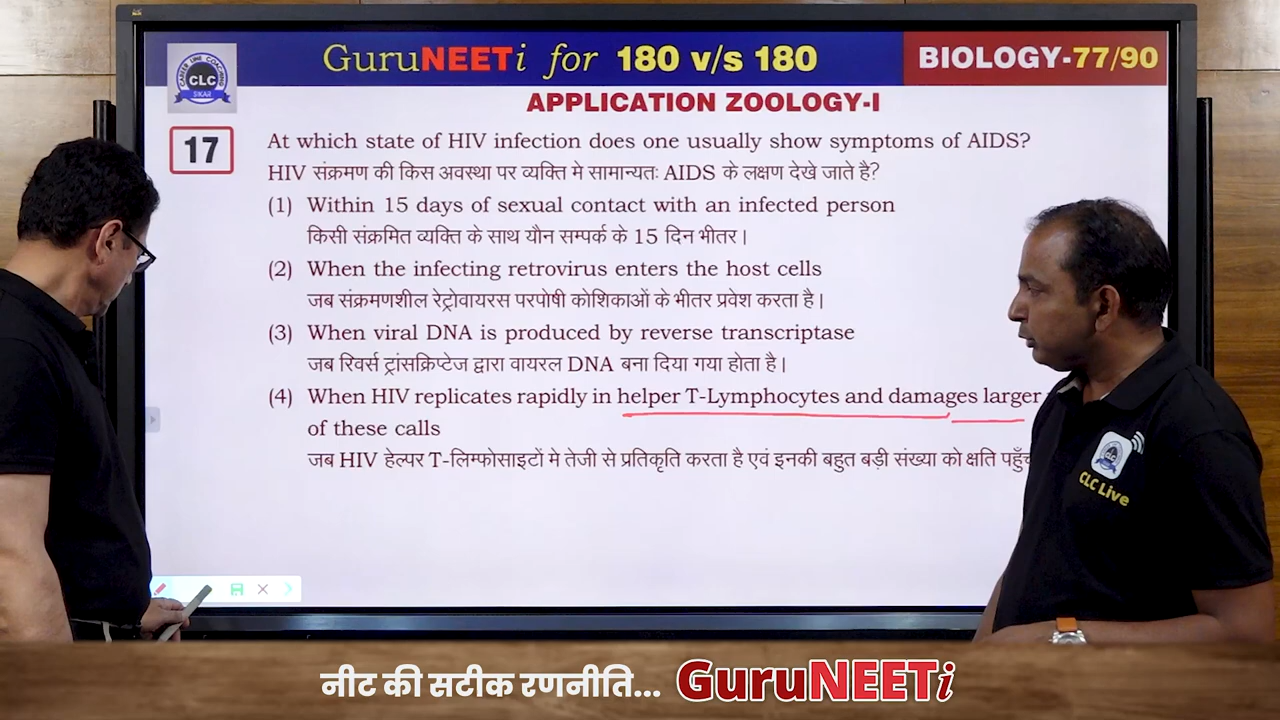 GuruNEETi for 180 v/s 180
BIOLOGY-77/90
CLC
SIKAR
APPLICATION ZOOLOGY-I
17
At which state of HIV infection does one usually show symptoms of AIDS?
HIV संक्रमण की किस अवस्था पर व्यक्ति मे सामान्यतः AIDS के लक्षण देखे जाते है?
(1) Within 15 days of sexual contact with an infected person
किसी संक्रमित व्यक्ति के साथ यौन सम्पर्क के 15 दिन भीतर।
(2) When the infecting retrovirus enters the host cells
जब संक्रमणशील रेट्रोवायरस परपोषी कोशिकाओं के भीतर प्रवेश करता है।
(3) When viral DNA is produced by reverse transcriptase
जब रिवर्स ट्रांसक्रिप्टेज द्वारा वायरल DNA बना दिया गया होता है।
(4) When HIV replicates rapidly in helper T-Lymphocytes and damages larger
of these calls
जब HIV हेल्पर T-लिम्फोसाइटों मे तेजी से प्रतिकृति करता है एवं इनकी बहुत बड़ी संख्या को क्षति
CLC Live
नीट की सटीक रणनीति... GuruNEETi